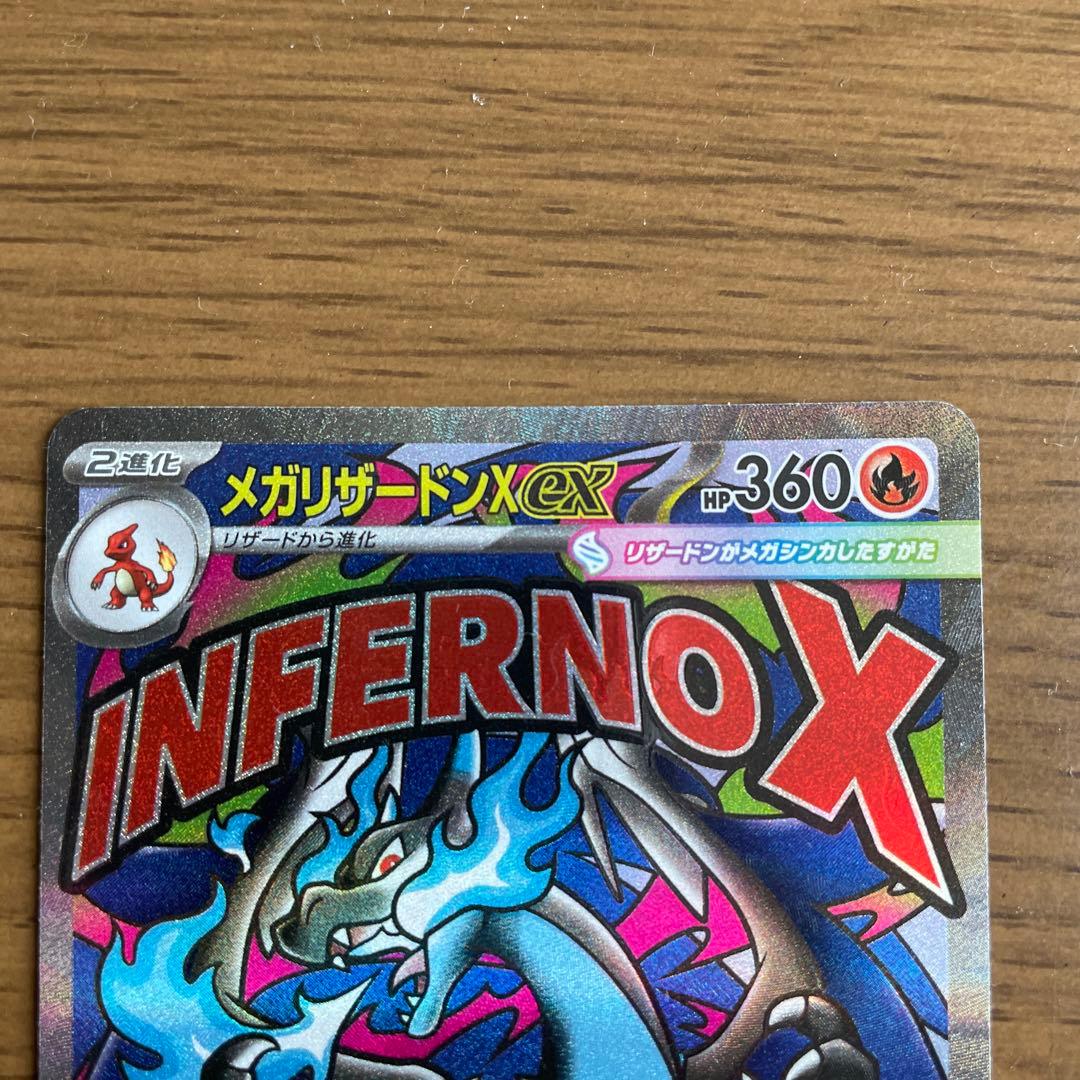 2進化
メガリザードンXex
HP360
リザードから進化
リザードンがメガシンカしたすがた
INFERNOX